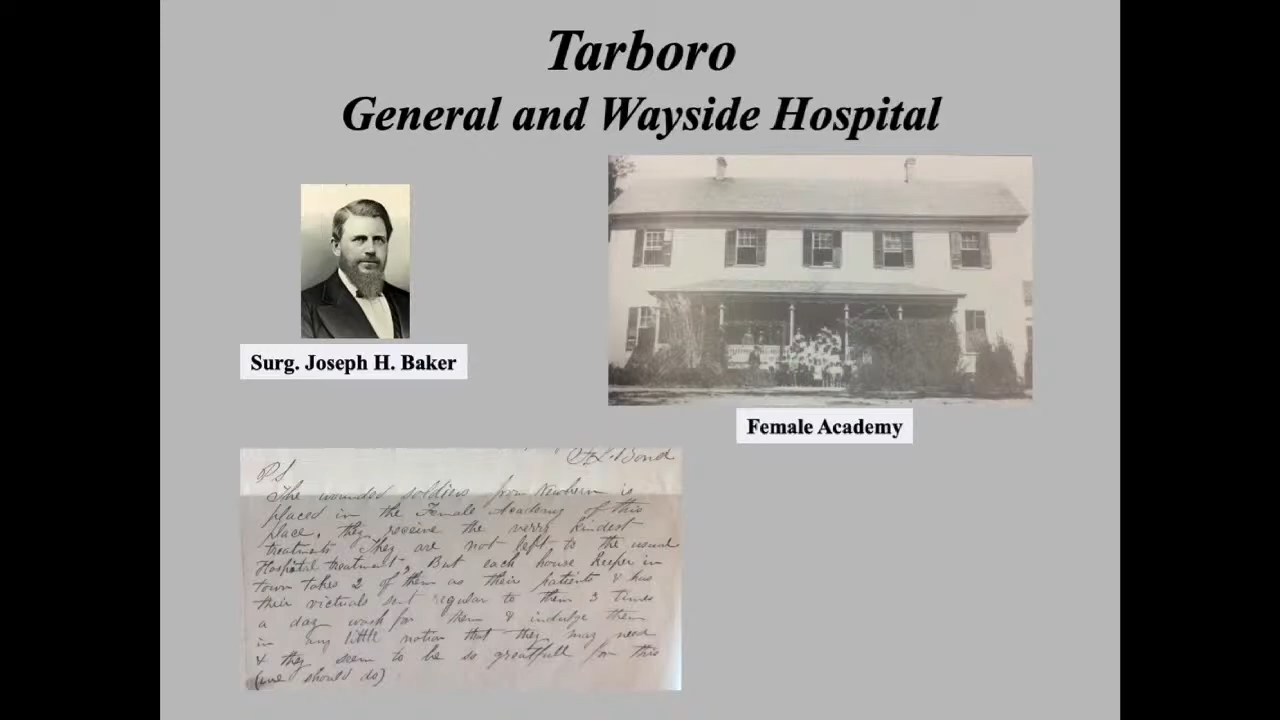 Tarboro
General and Wayside Hospital
Surg. Joseph H. Baker
Female Academy
Bond
P S
The wounded soldiers from Newbern is
placed in the Female Academy of this
place, they receive the verry kindest
treatment They are not left to the usual
Hospital treatment, But each house keeper in
town takes 2 of them as their patients & has
their victuals sent regular to them 3 times
a day wash for them & indulge them
in any little notion that they may need
& they seem to be so greatfull for this
(we should do)